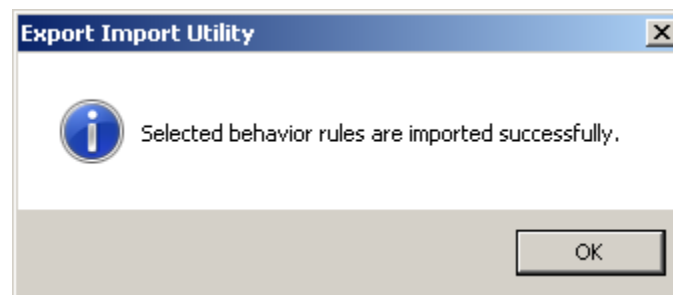 Export Import Utility
Selected behavior rules are imported successfully.
OK